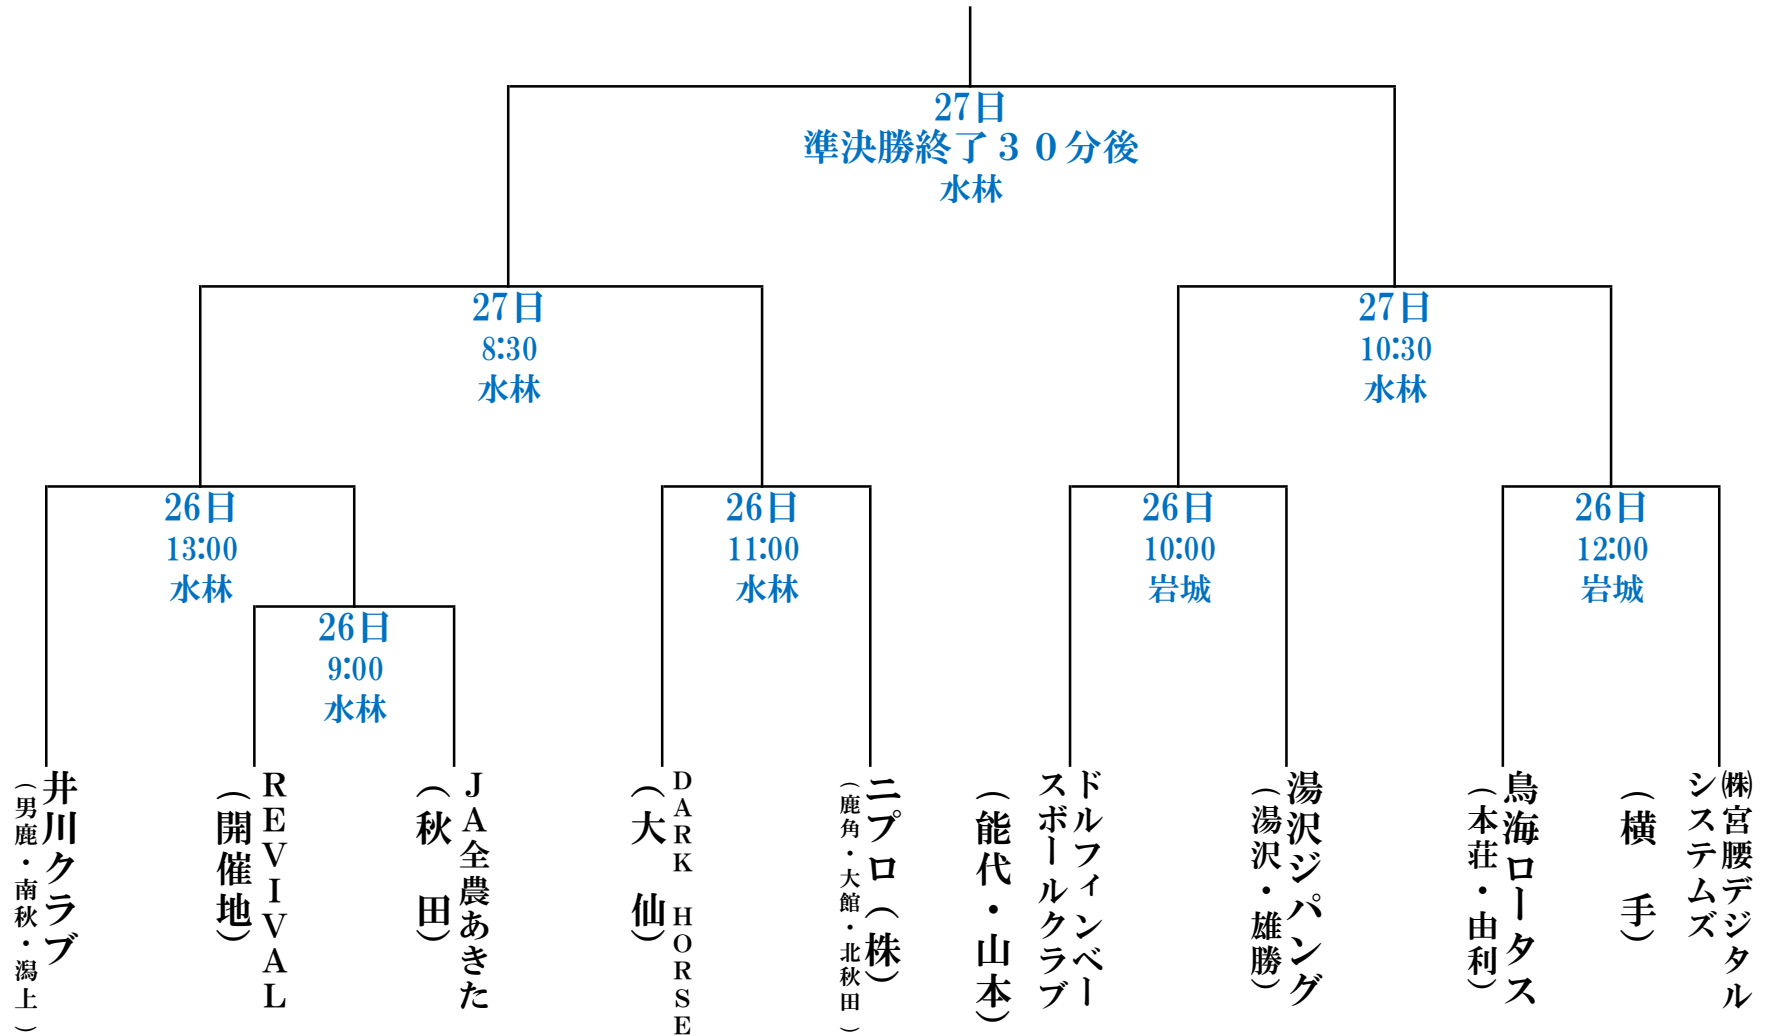 27日
準決勝終了３０分後
水林
27日
8:30
水林
27日
10:30
水林
26日
13:00
水林
26日
11:00
水林
26日
10:00
岩城
26日
12:00
岩城
26日
9:00
水林
井川クラブ
（男鹿・南秋・潟上）
ＲＥＶＩＶＡＬ
（開催地）
ＪＡ全農あきた
（秋　田）
ＤＡＲＫ　ＨＯＲＳＥ
（大　仙）
ニプロ（株）
（鹿角・大館・北秋田）
ドルフィンベー
スボールクラブ
（能代・山本）
湯沢ジパング
（湯沢・雄勝）
鳥海ロータス
（本荘・由利）
㈱宮腰デジタル
システムズ
（横　手）